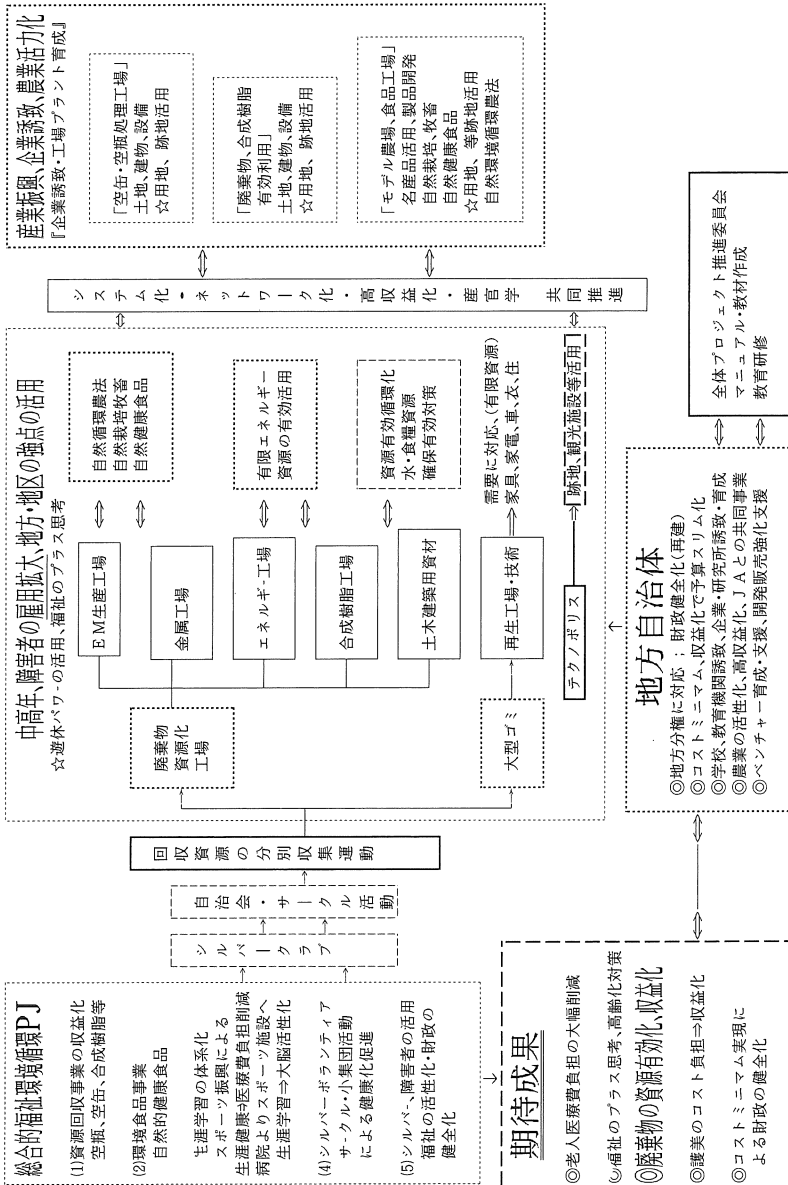 総合的福祉環境循環PJ
(1)資源回収事業の収益化
空瓶、空缶、合成樹脂等
(2)環境食品事業
自然的健康食品
生涯学習の体系化
スポーツ振興による
生涯健康⇒医療費負担削減
病院よりスポーツ施設へ
生涯学習⇒大脳活性化
(4)シルバーボランティア
サークル・小集団活動
による健康化促進
(5)シルバー、障害者の活用
福祉の活性化・財政の
健全化
シルバークラブ
自治会・サークル活動
回収資源の分別収集運動
中高年、障害者の雇用拡大、地方・地区の強点の活用
☆遊休パワーの活用、福祉のプラス思考
廃棄物
資源化
工場
大型ゴミ
EM生産工場
金属工場
エネルギー工場
合成樹脂工場
土木建築用資材
再生工場・技術
テクノポリス
自然循環農法
自然栽培牧畜
自然健康食品
有限エネルギー
資源の有効活用
資源有効循環化
水・食糧資源
確保有効対策
需要に対応、(有限資源)
家具、家電、車、衣、住
跡地、観光施設等活用
システム化・ネットワーク化・高収益化・産官学 共同推進
産業振興、企業誘致、農業活力化
『企業誘致・工場プラント育成』
「空缶・空瓶処理工場」
土地、建物、設備
☆用地、跡地活用
「廃棄物、合成樹脂
有効利用」
土地、建物、設備
☆用地、跡地活用
「モデル農場、食品工場」
名産品活用、製品開発
自然栽培、牧畜
自然健康食品
☆用地、等跡地活用
自然環境循環農法
期待成果
◎老人医療費負担の大幅削減
◎福祉のプラス思考、高齢化対策
◎廃棄物の資源有効化、収益化
◎護美のコスト負担⇒収益化
◎コストミニマム実現に
よる財政の健全化
地方自治体
◎地方分権に対応；財政健全化(再建)
◎コストミニマム、収益化で予算スリム化
◎学校、教育機関誘致、企業・研究所誘致・育成
◎農業の活性化、高収益化、JAとの共同事業
◎ベンチャー育成・支援、開発販売強化支援
全体プロジェクト推進委員会
マニュアル・教材作成
教育研修